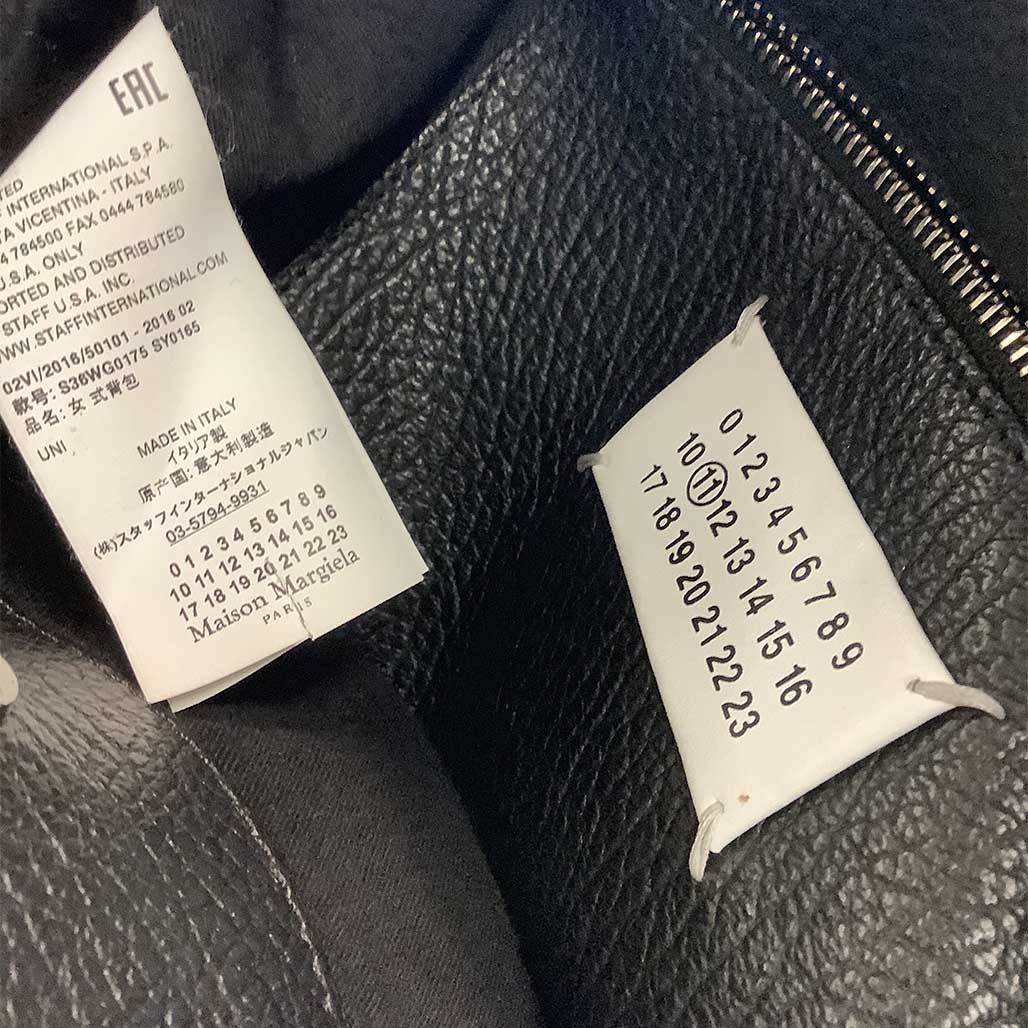 EAC
TED
INTERNATIONAL S.P.A.
TA VICENTINA - ITALY
4 784500 FAX 0444 784580
U.S.A. ONLY
ORTED AND DISTRIBUTED
STAFF U.S.A. INC.
WWW.STAFFINTERNATIONAL.COM
02VI/2016/50101 - 2016 02
款号: S36WG0175 SY0165
品名: 女 式背包
UNI
MADE IN ITALY
イタリア製
原产国: 意大利製造
(株)スタッフインターナショナルジャパン
03-5794-9931
0 1 2 3 4 5 6 7 8 9
10 11 12 13 14 15 16
17 18 19 20 21 22 23
Maison Margiela
PARIS
0 1 2 3 4 5 6 7 8 9
10 11 12 13 14 15 16
17 18 19 20 21 22 23